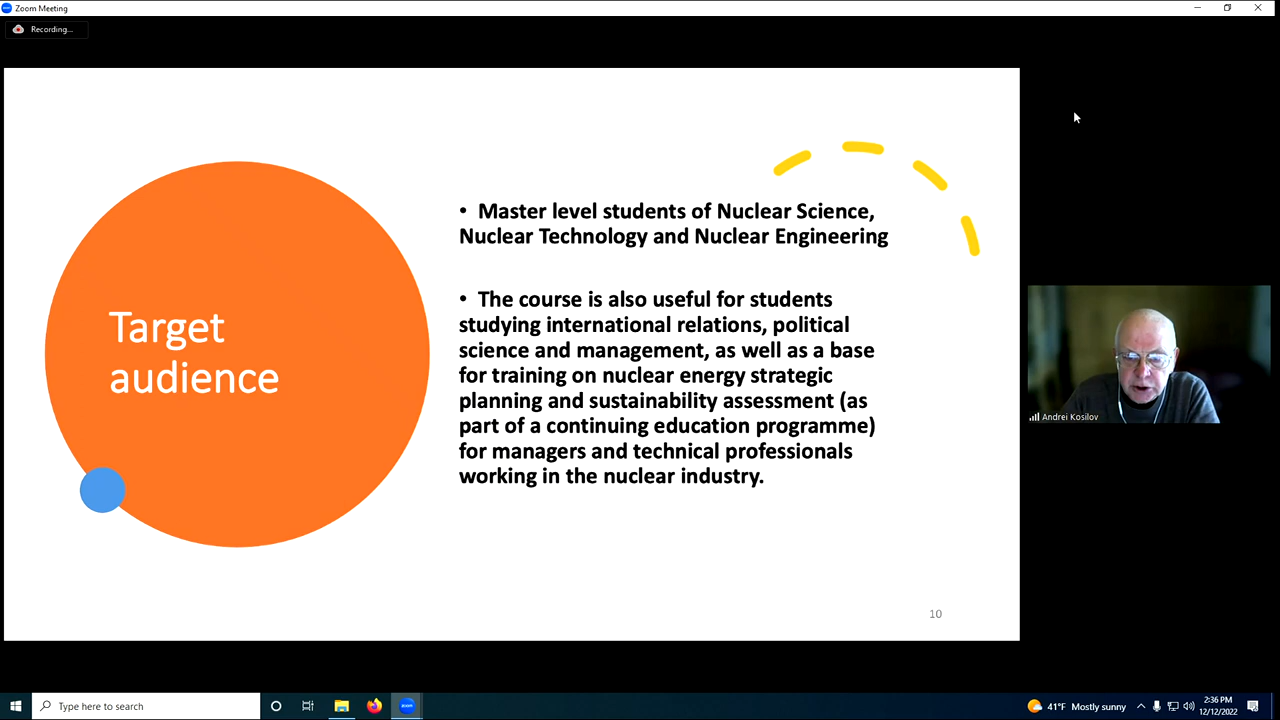 Zoom Meeting
Recording...
Target
audience
• Master level students of Nuclear Science,
Nuclear Technology and Nuclear Engineering
• The course is also useful for students
studying international relations, political
science and management, as well as a base
for training on nuclear energy strategic
planning and sustainability assessment (as
part of a continuing education programme)
for managers and technical professionals
working in the nuclear industry.
10
Andrei Kosilov
Type here to search
zoom
41°F Mostly sunny
2:36 PM
12/12/2022